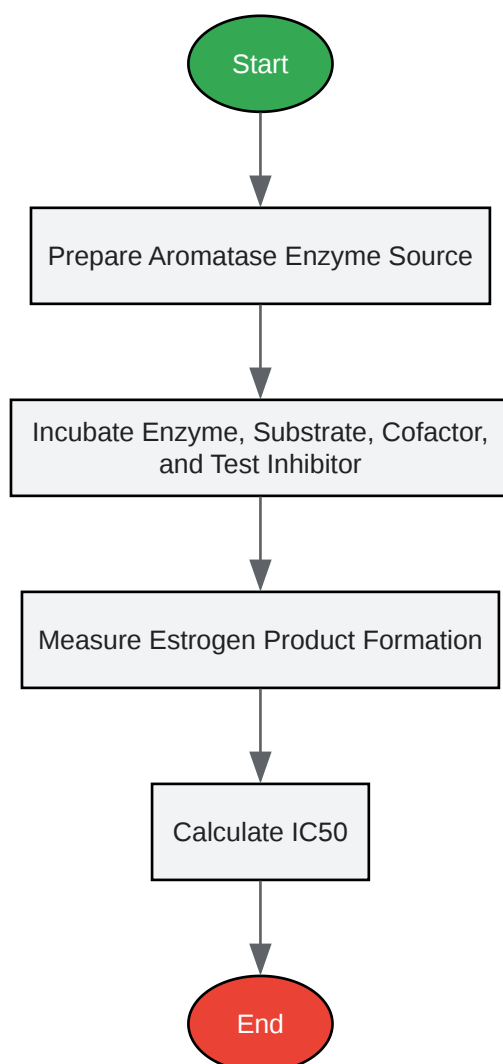 Start
Prepare Aromatase Enzyme Source
Incubate Enzyme, Substrate, Cofactor,
and Test Inhibitor
Measure Estrogen Product Formation
Calculate IC50
End